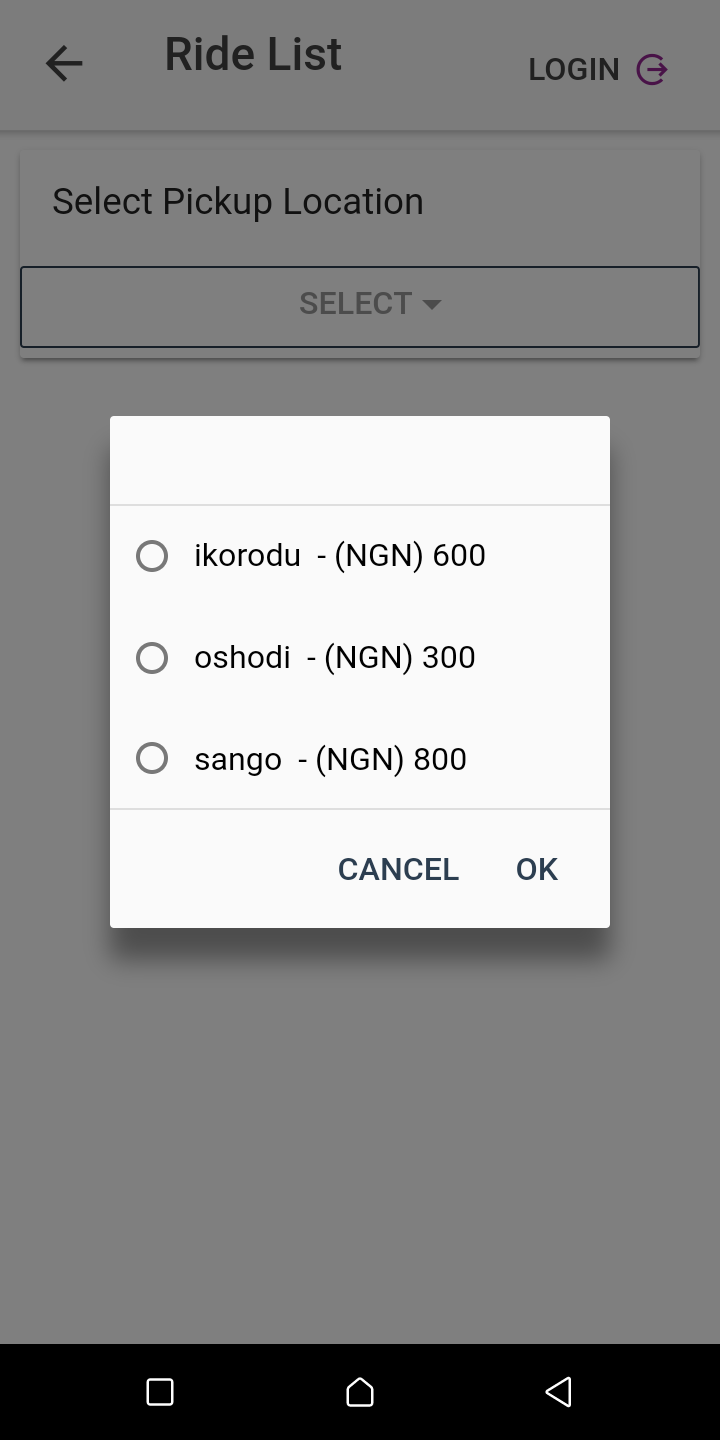 Ride List
LOGIN
Select Pickup Location
SELECT
ikorodu - (NGN) 600
oshodi - (NGN) 300
sango - (NGN) 800
CANCEL OK